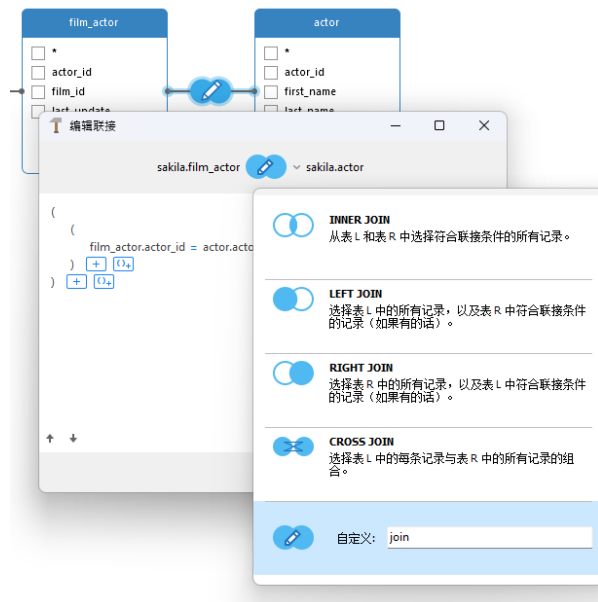 film_actor
*
actor_id
film_id
last_update
actor
*
actor_id
first_name
last_name
编辑联接
sakila.film_actor sakila.actor
(
(
film_actor.actor_id = actor.acto
)
)
INNER JOIN
从表 L 和表 R 中选择符合联接条件的所有记录。
LEFT JOIN
选择表 L 中的所有记录，以及表 R 中符合联接条件
的记录（如果有的话）。
RIGHT JOIN
选择表 R 中的所有记录，以及表 L 中符合联接条件
的记录（如果有的话）。
CROSS JOIN
选择表 L 中的每条记录与表 R 中的所有记录的组
合。
自定义: join